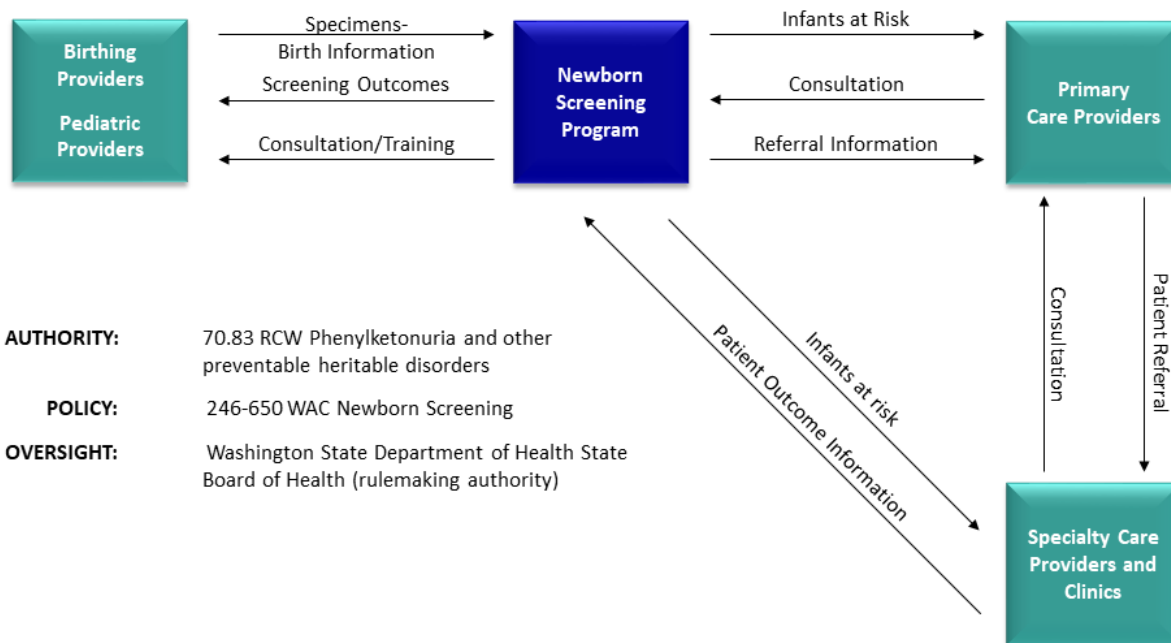 Birthing
Providers
Pediatric
Providers
Specimens-
Birth Information
Screening Outcomes
Consultation/Training
Newborn
Screening
Program
Infants at Risk
Consultation
Referral Information
Primary
Care Providers
Consultation
Patient Referral
Infants at risk
Patient Outcome Information
Specialty Care
Providers and
Clinics
AUTHORITY: 70.83 RCW Phenylketonuria and other
preventable heritable disorders
POLICY: 246-650 WAC Newborn Screening
OVERSIGHT: Washington State Department of Health State
Board of Health (rulemaking authority)